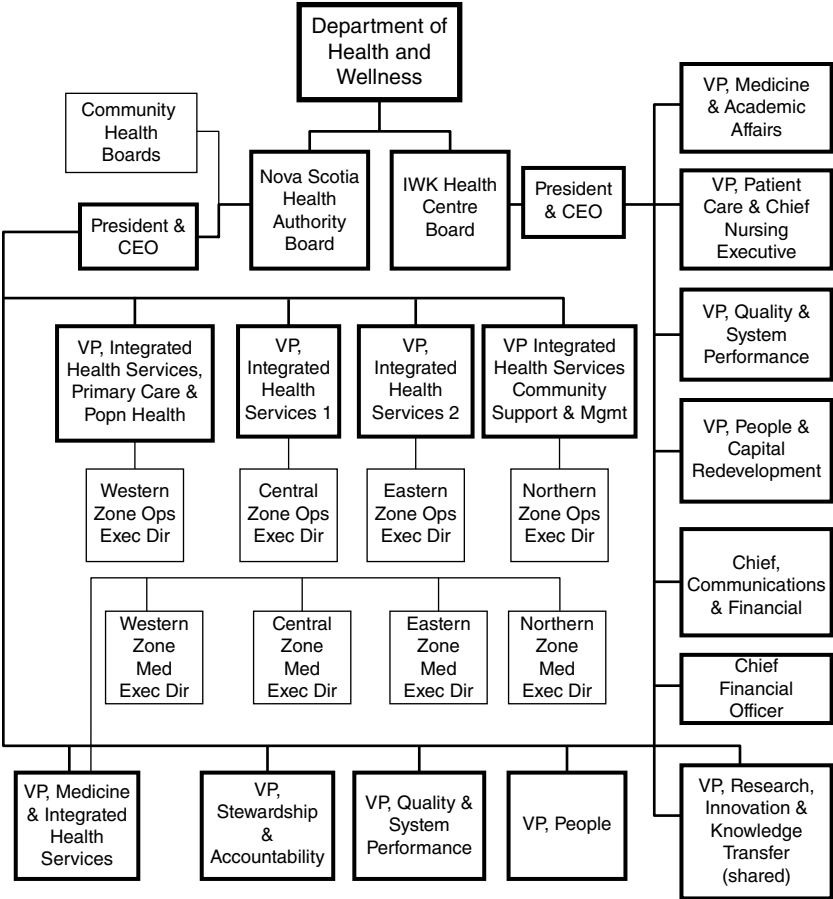 Department of
Health and
Wellness
Community
Health
Boards
Nova Scotia
Health
Authority
Board
IWK Health
Centre
Board
President
& CEO
President &
CEO
VP, Medicine
& Academic
Affairs
VP, Patient
Care & Chief
Nursing
Executive
VP, Quality &
System
Performance
VP, People &
Capital
Redevelopment
Chief,
Communications
& Financial
Chief
Financial
Officer
VP, Integrated
Health Services,
Primary Care &
Popn Health
VP,
Integrated
Health
Services 1
VP,
Integrated
Health
Services 2
VP Integrated
Health Services
Community
Support & Mgmt
Western
Zone Ops
Exec Dir
Central
Zone Ops
Exec Dir
Eastern
Zone Ops
Exec Dir
Northern
Zone Ops
Exec Dir
Western
Zone
Med
Exec Dir
Central
Zone
Med
Exec Dir
Eastern
Zone
Med
Exec Dir
Northern
Zone
Med
Exec Dir
VP, Medicine
& Integrated
Health
Services
VP,
Stewardship
&
Accountability
VP, Quality &
System
Performance
VP, People
VP, Research,
Innovation &
Knowledge
Transfer
(shared)